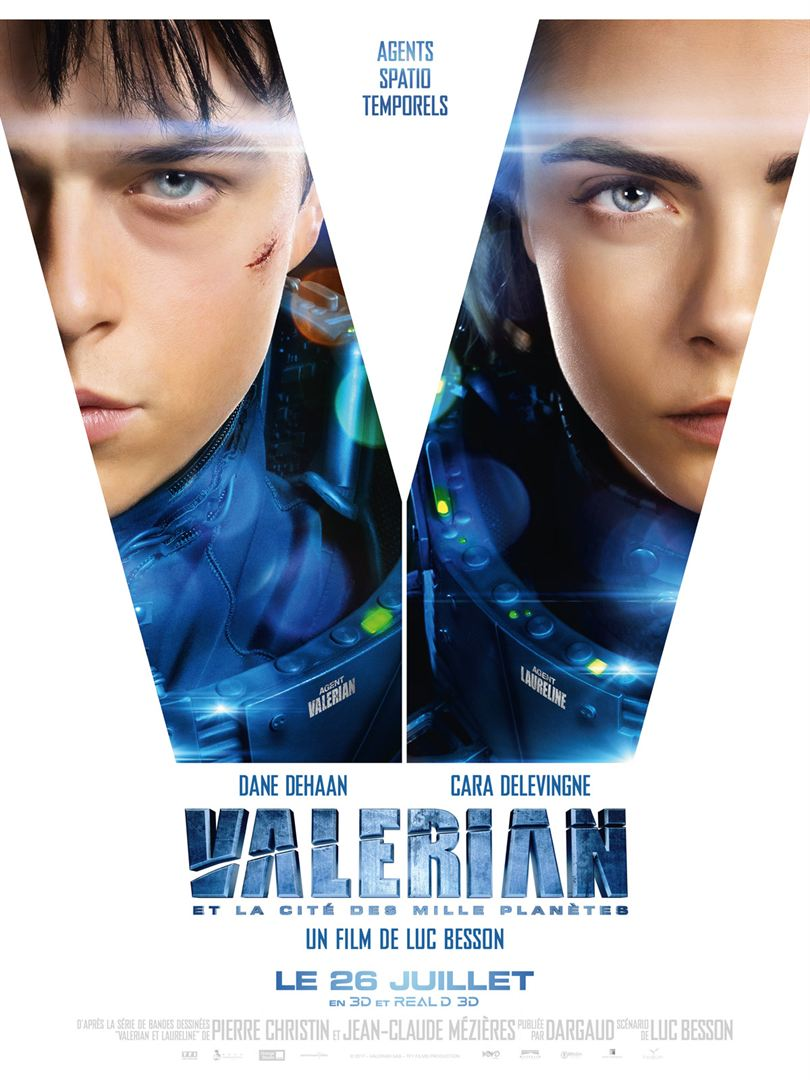 AGENTS
SPATIO
TEMPORELS
AGENT
VALERIAN
AGENT
LAURELINE
DANE DEHAAN
CARA DELEVINGNE
VALERIAN
ET LA CITÉ DES MILLE PLANÈTES
UN FILM DE LUC BESSON
LE 26 JUILLET
EN 3D ET REALD 3D
D'APRÈS LA SÉRIE DE BANDES DESSINÉES "VALERIAN ET LAURELINE" DE PIERRE CHRISTIN ET JEAN-CLAUDE MÉZIÈRES PUBLIÉE PAR DARGAUD SCÉNARIO DE LUC BESSON